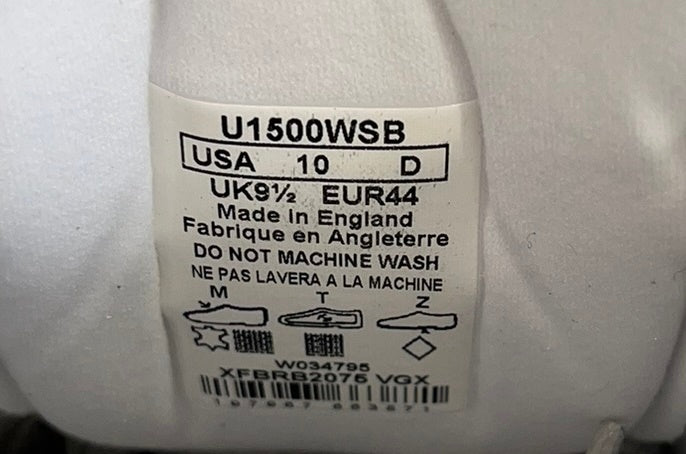 U1500WSB
USA 10 D
UK9½ EUR44
Made in England
Fabrique en Angleterre
DO NOT MACHINE WASH
NE PAS LAVERA A LA MACHINE
M T Z
W034795
XFBRB2075 VGX